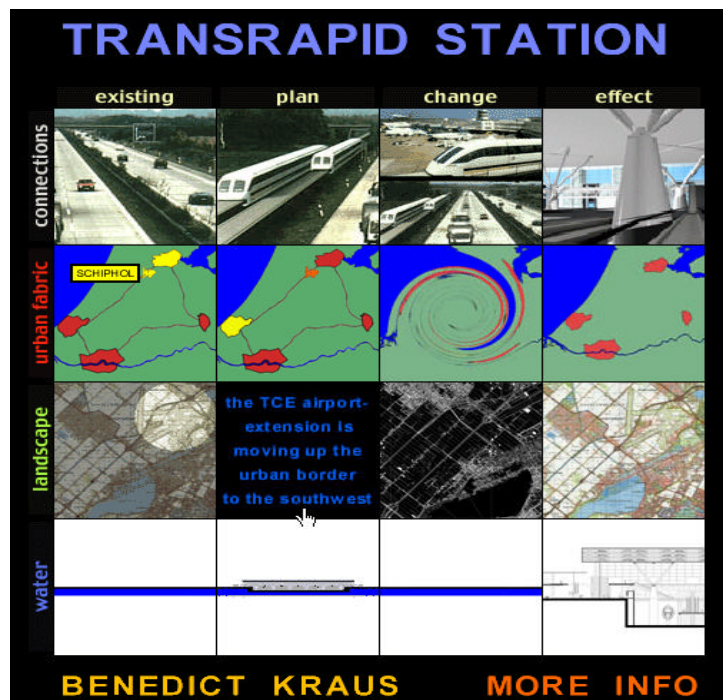 TRANSRAPID STATION
existing plan change effect
connections
urban fabric
SCHIPHOL
landscape
the TCE airport-
extension is
moving up the
urban border
to the southwest
water
BENEDICT KRAUS MORE INFO